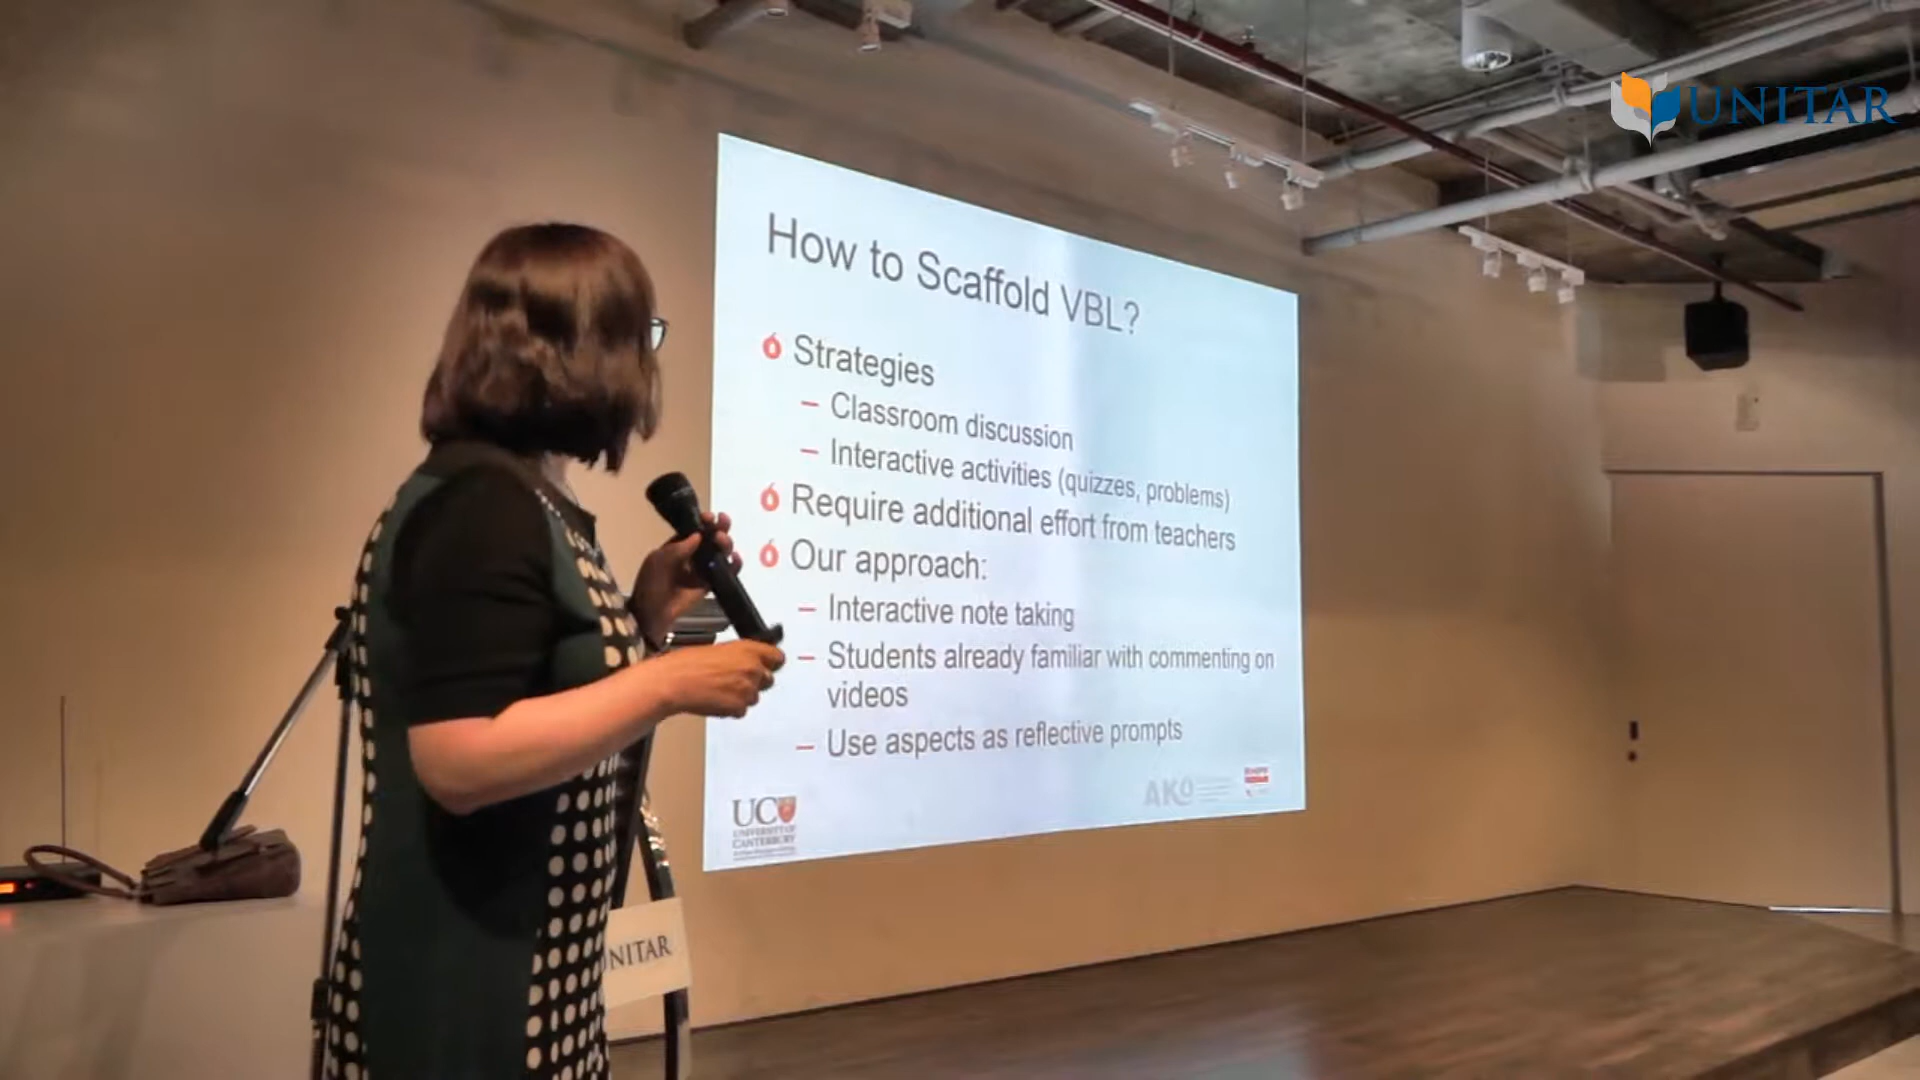 UNITAR
How to Scaffold VBL?
Strategies
– Classroom discussion
– Interactive activities (quizzes, problems)
Require additional effort from teachers
Our approach:
– Interactive note taking
– Students already familiar with commenting on
videos
– Use aspects as reflective prompts
UC
UNIVERSITY OF
CANTERBURY
AKO
UNITAR